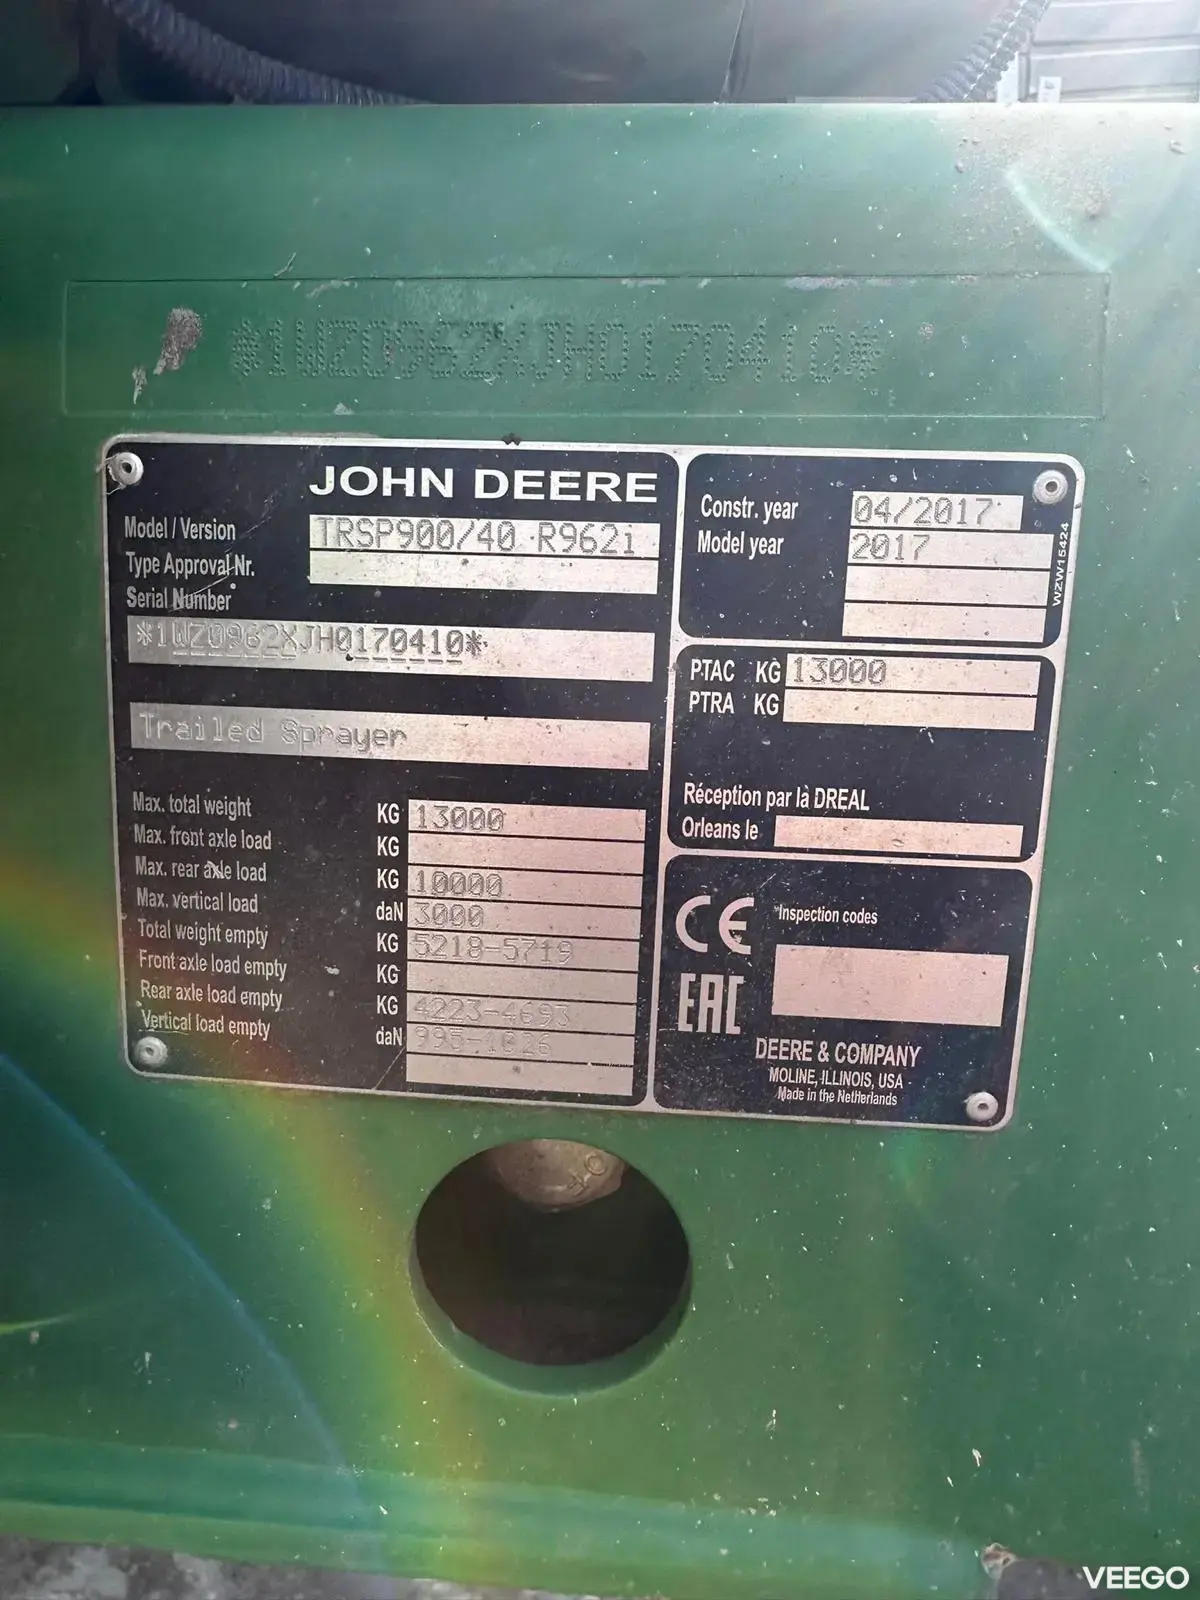 *1WZ0962XJH0170410*
JOHN DEERE
Model / Version TRSP900/40 R962i
Type Approval Nr.
Serial Number
*1WZ0962XJH0170410*
Trailed Sprayer
Max. total weight KG 13000
Max. front axle load KG
Max. rear axle load KG 10000
Max. vertical load daN 3000
Total weight empty KG 5218-5719
Front axle load empty KG
Rear axle load empty KG 4223-4693
Vertical load empty daN 995-1026
Constr. year 04/2017
Model year 2017
WZW15424
PTAC KG 13000
PTRA KG
Réception par là DREAL
Orleans le
CE
Inspection codes
EAC
DEERE & COMPANY
MOLINE, ILLINOIS, USA
Made in the Netherlands
VEEGO